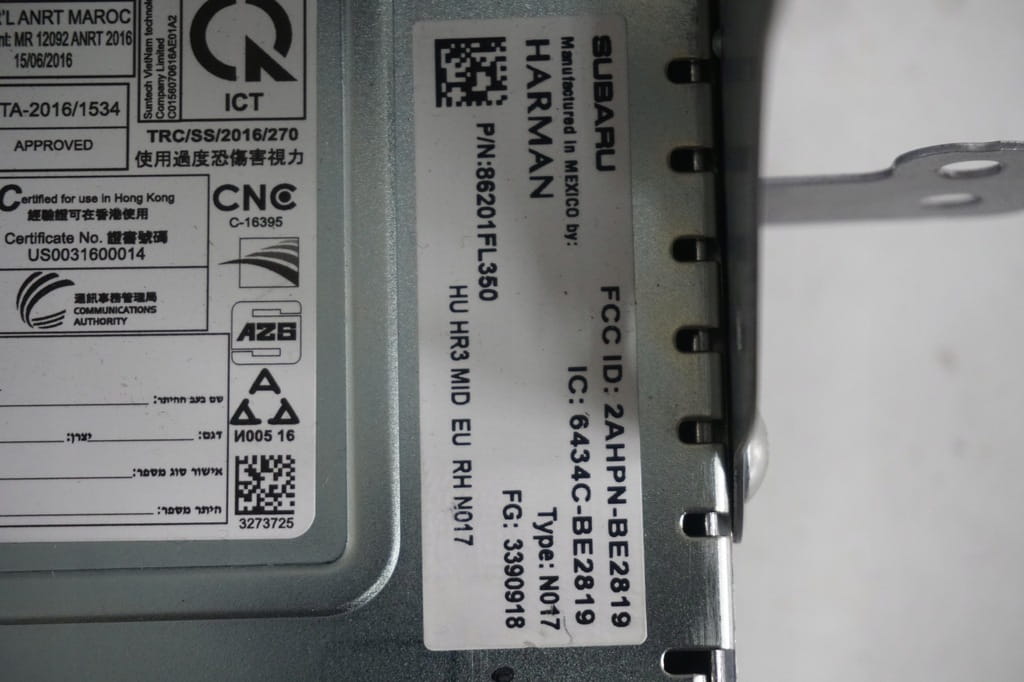 'L ANRT MAROC
nt: MR 12092 ANRT 2016
15/06/2016
TA-2016/1534
APPROVED
Suntech VietNam technolo
Company Limited
C0156070616AE01A2
ICT
TRC/SS/2016/270
使用過度恐傷害視力
Certified for use in Hong Kong
經驗證可在香港使用
Certificate No. 證書號碼
US0031600014
通訊事務管理局
COMMUNICATIONS
AUTHORITY
CNC
C-16395
שם בעב החיתר:
דגם: יצרן:
אישור סוג מספר:
היתר מספר:
И005 16
3273725
SUBARU
Manufactured in MEXICO by:
HARMAN
P/N:86201FL350
HU HR3 MID EU RH N017
FCC ID: 2AHPN-BE2819
IC: 6434C-BE2819
Type: N017
FG: 3390918